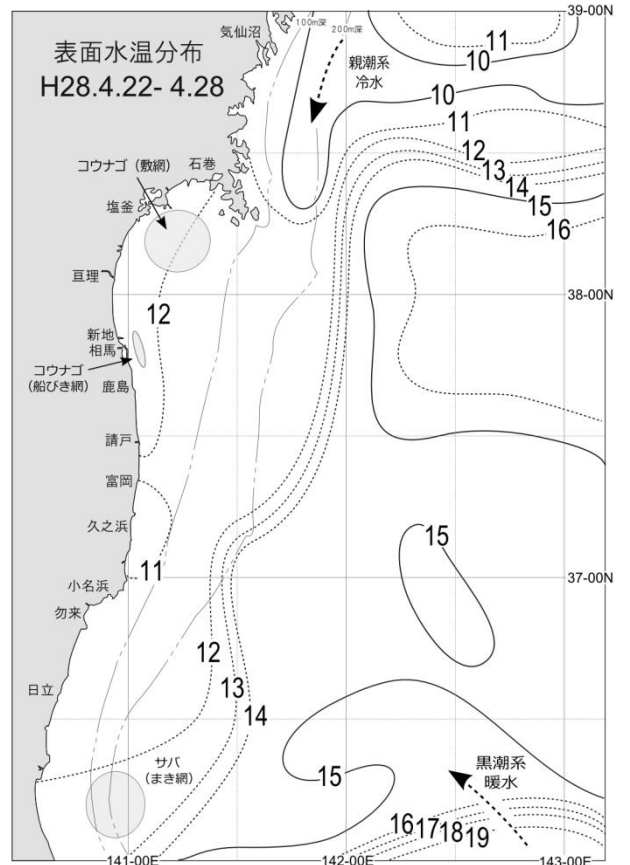 表面水温分布
H28.4.22- 4.28
気仙沼
100m深
200m深
39-00N
親潮系
冷水
11
10
10
11
12
13
14
15
16
コウナゴ（敷網）
石巻
塩釜
亘理
38-00N
12
新地
相馬
コウナゴ
（船びき網）
鹿島
請戸
富岡
久之浜
15
11
37-00N
小名浜
勿来
12
13
14
日立
サバ
（まき網）
15
黒潮系
暖水
16
17
18
19
141-00E
142-00E
143-00E